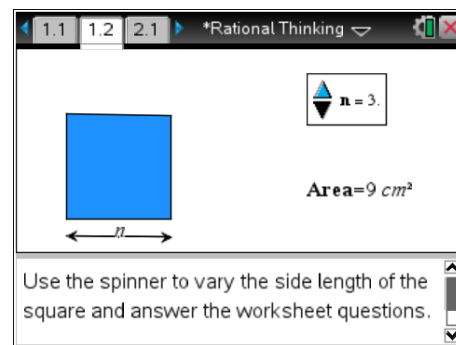 1.1 1.2 2.1 *Rational Thinking
n = 3.
Area=9 cm²
n
Use the spinner to vary the side length of the
square and answer the worksheet questions.